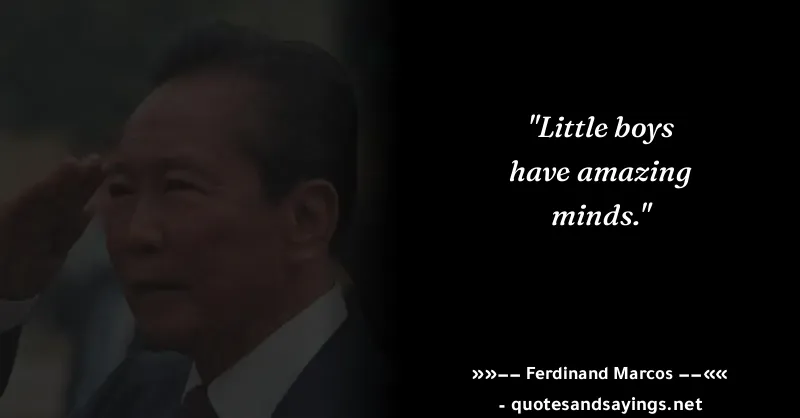 "Little boys
have amazing
minds."
»»−− Ferdinand Marcos −−««
- quotesandsayings.net